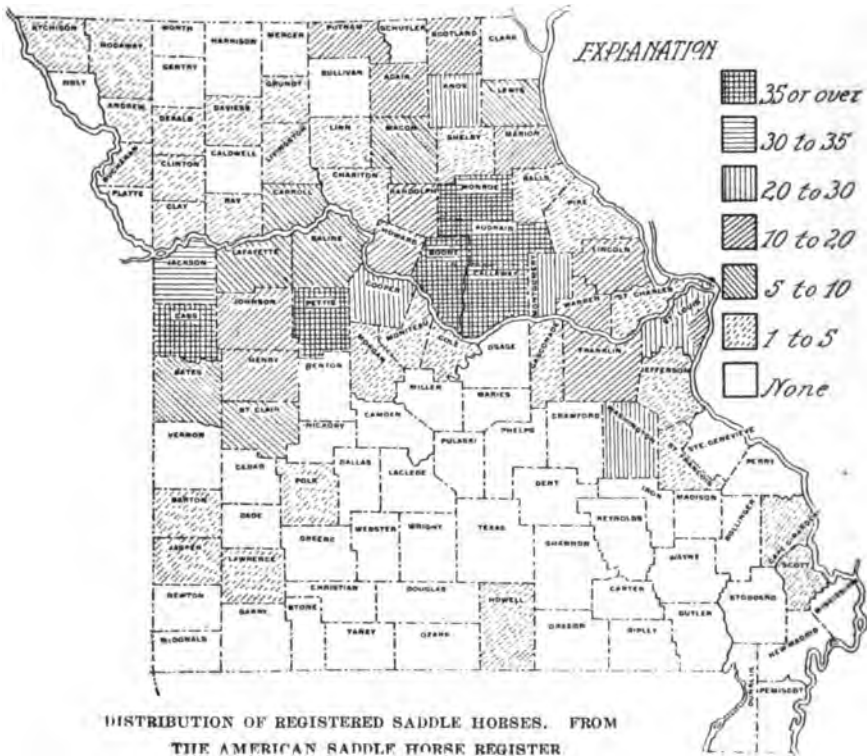 ATCHISON
NODAWAY
WORTH
HARRISON
MERCER
PUTNAM
SCHUYLER
SCOTLAND
CLARK
HOLT
GENTRY
SULLIVAN
ADAIR
KNOX
LEWIS
ANDREW
DEKALB
DAVIESS
GRUNDY
LINN
MACON
SHELBY
MARION
BUCHANAN
CLINTON
CALDWELL
LIVINGSTON
CHARITON
RANDOLPH
MONROE
RALLS
PIKE
PLATTE
CLAY
RAY
CARROLL
HOWARD
BOONE
AUDRAIN
LINCOLN
JACKSON
LAFAYETTE
SALINE
COOPER
CALLAWAY
MONTGOMERY
WARREN
ST CHARLES
ST LOUIS
CASS
JOHNSON
PETTIS
MORGAN
MONITEAU
COLE
OSAGE
GASCONADE
FRANKLIN
JEFFERSON
BATES
HENRY
BENTON
MILLER
MARIES
ST CLAIR
HICKORY
CAMDEN
PULASKI
PHELPS
CRAWFORD
WASHINGTON
ST FRANCOIS
STE. GENEVIEVE
PERRY
VERNON
CEDAR
POLK
DALLAS
LACLEDE
DENT
IRON
MADISON
BOLLINGER
CAPE GIRARDEAU
BARTON
DADE
GREENE
WEBSTER
WRIGHT
TEXAS
SHANNON
REYNOLDS
WAYNE
SCOTT
JASPER
LAWRENCE
CHRISTIAN
DOUGLAS
HOWELL
CARTER
BUTLER
STODDARD
MISSISSIPPI
NEWTON
BARRY
STONE
TANEY
OZARK
OREGON
RIPLEY
NEW MADRID
McDONALD
DUNKLIN
PEMISCOT
EXPLANATION
35 or over
30 to 35
20 to 30
10 to 20
5 to 10
1 to 5
None
DISTRIBUTION OF REGISTERED SADDLE HORSES. FROM
THE AMERICAN SADDLE HORSE REGISTER